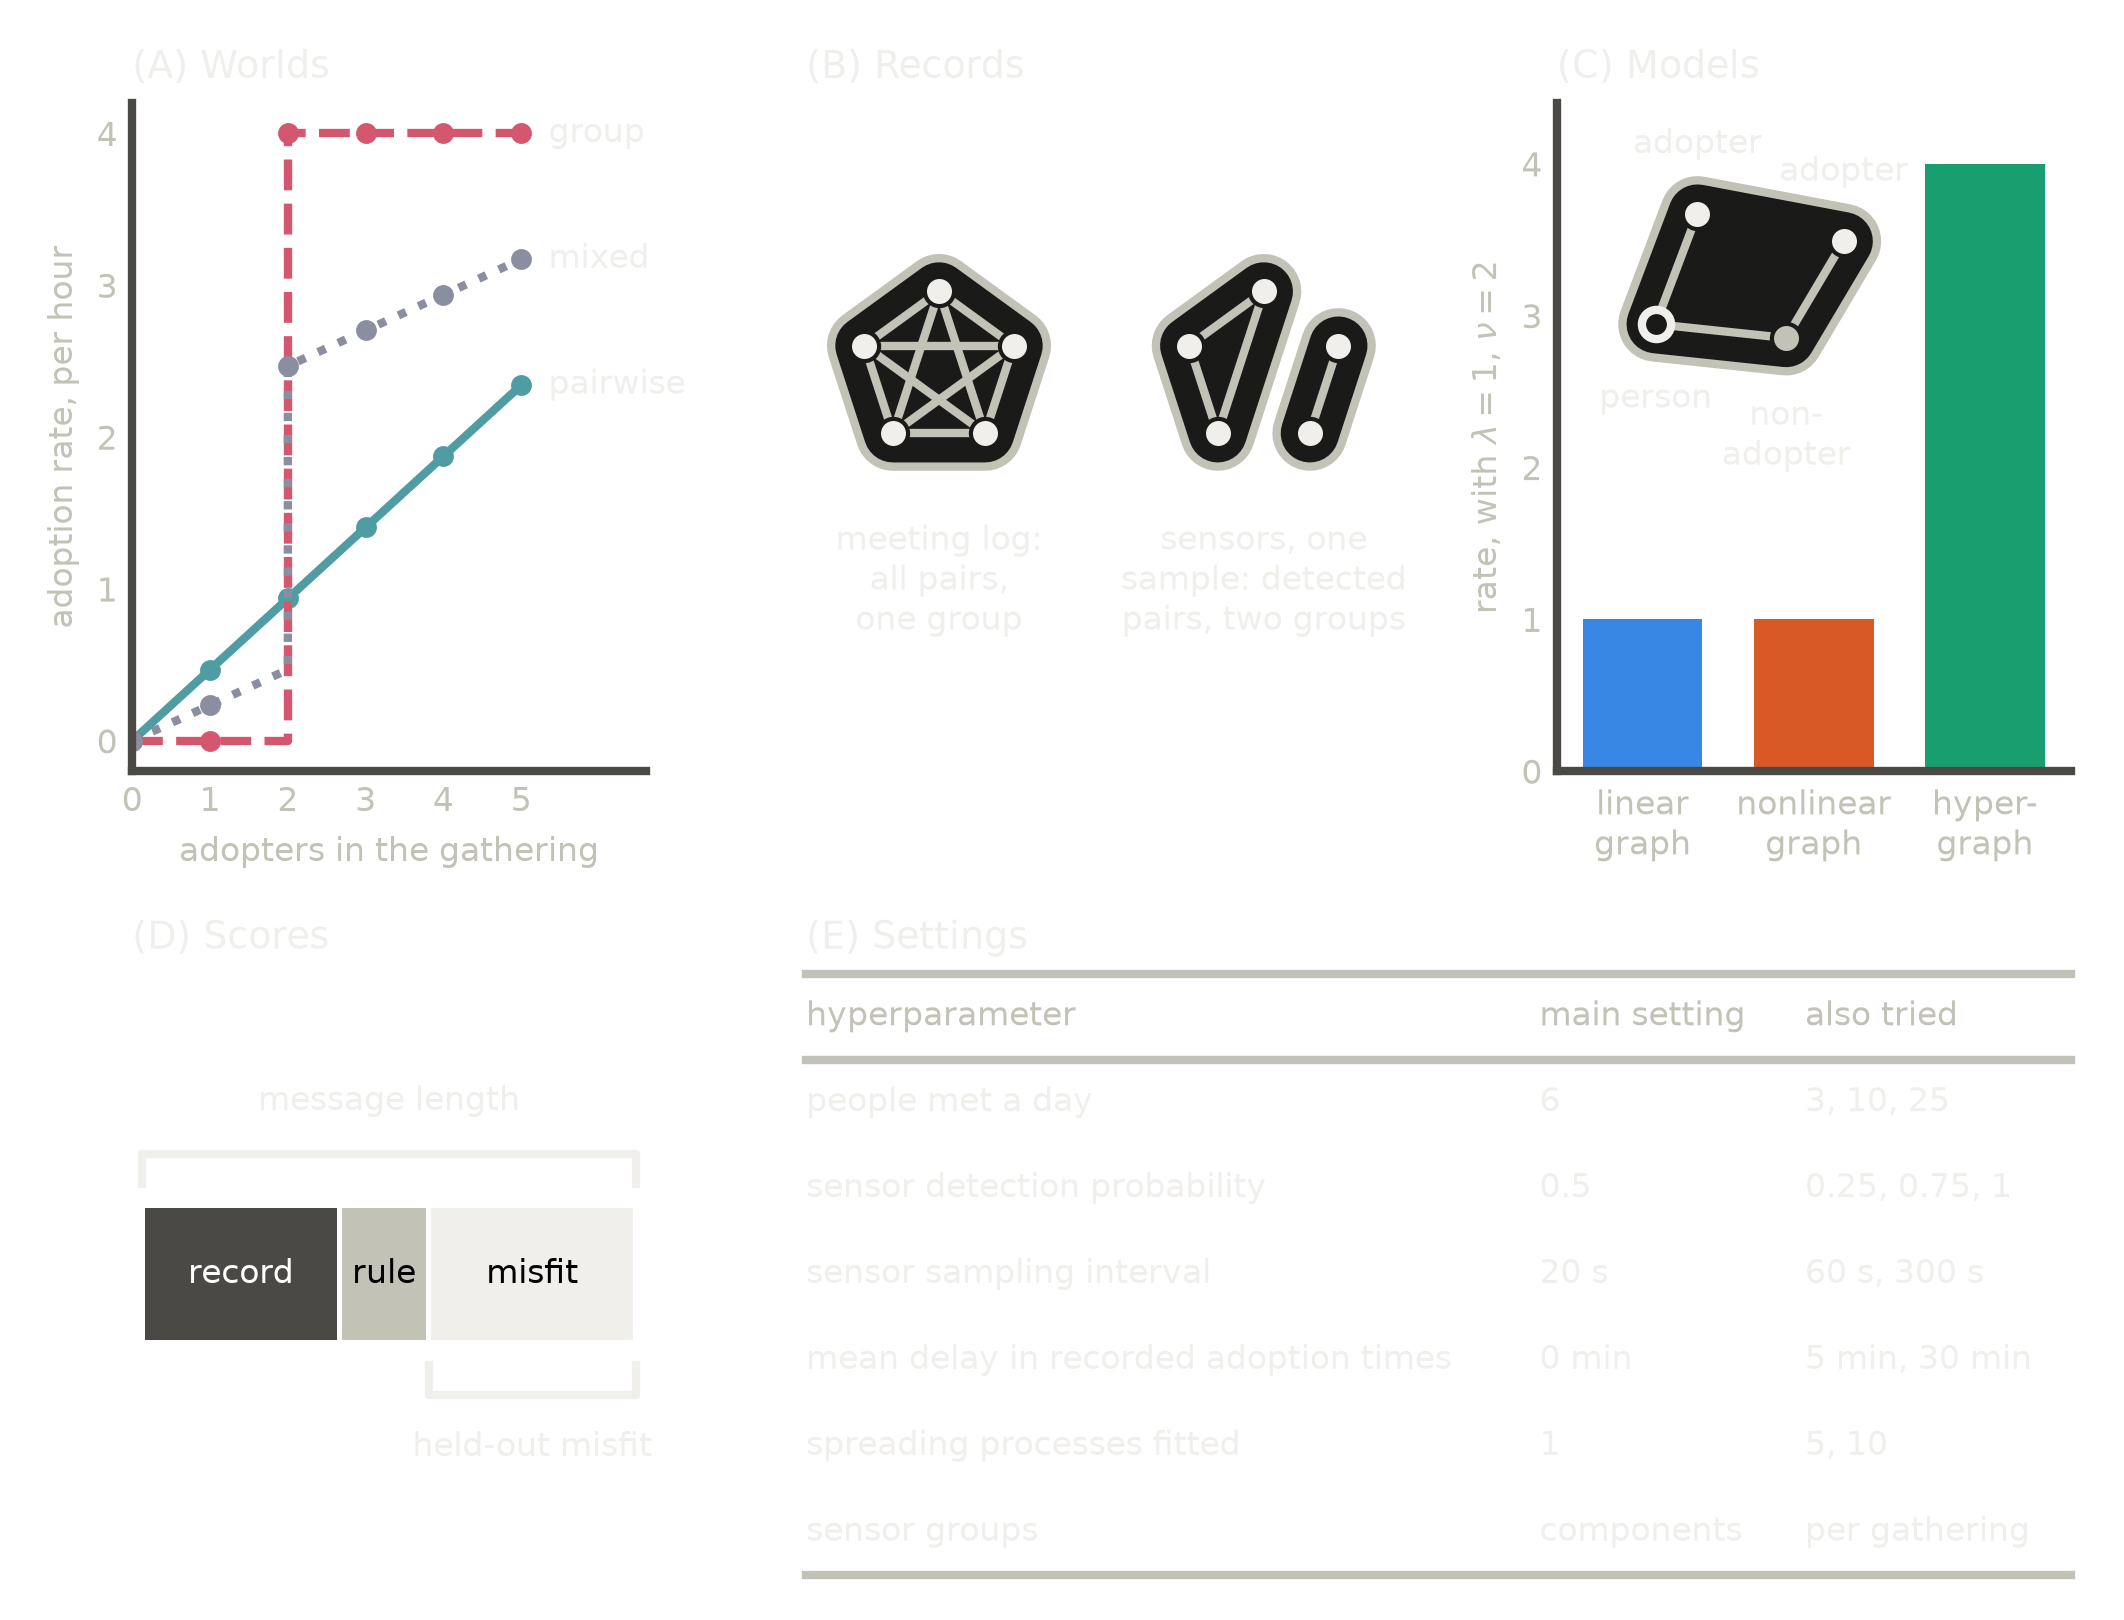 (A) Worlds
adoption rate, per hour
4
3
2
1
0
group
mixed
pairwise
0 1 2 3 4 5
adopters in the gathering
(B) Records
meeting log:
all pairs,
one group
sensors, one
sample: detected
pairs, two groups
(C) Models
rate, with λ = 1, ν = 2
4
3
2
1
0
adopter
adopter
person
non-
adopter
linear
graph
nonlinear
graph
hyper-
graph
(D) Scores
message length
record rule misfit
held-out misfit
(E) Settings
hyperparameter main setting also tried
people met a day 6 3, 10, 25
sensor detection probability 0.5 0.25, 0.75, 1
sensor sampling interval 20 s 60 s, 300 s
mean delay in recorded adoption times 0 min 5 min, 30 min
spreading processes fitted 1 5, 10
sensor groups components per gathering